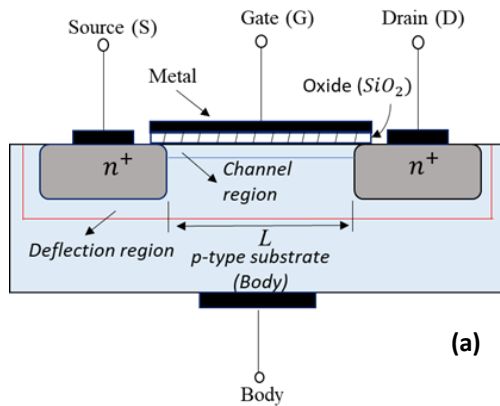 Source (S)
Gate (G)
Drain (D)
Metal
Oxide (SiO₂)
n⁺
Channel
region
n⁺
Deflection region
L
p-type substrate
(Body)
(a)
Body